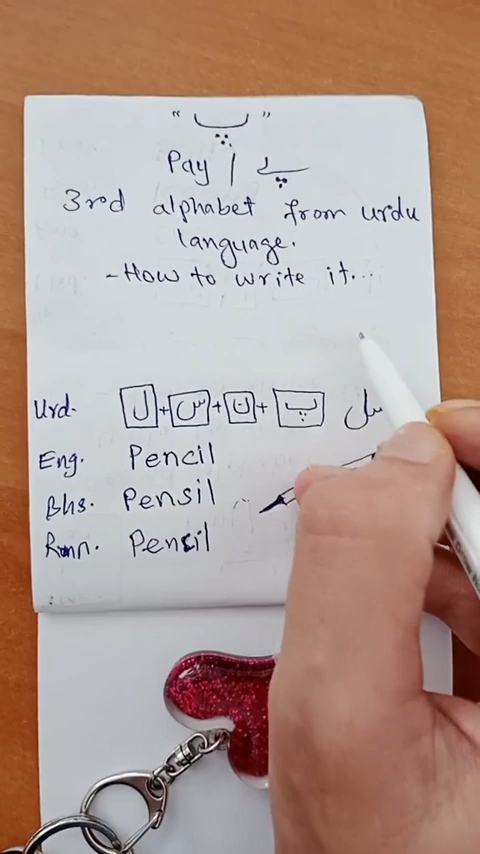 "پ"
Pay / پے
3rd alphabet from urdu
language.
-How to write it...
Urd. ل + س + ن + پ
Eng. Pencil
Bhs. Pensil
Rmn. Pencil